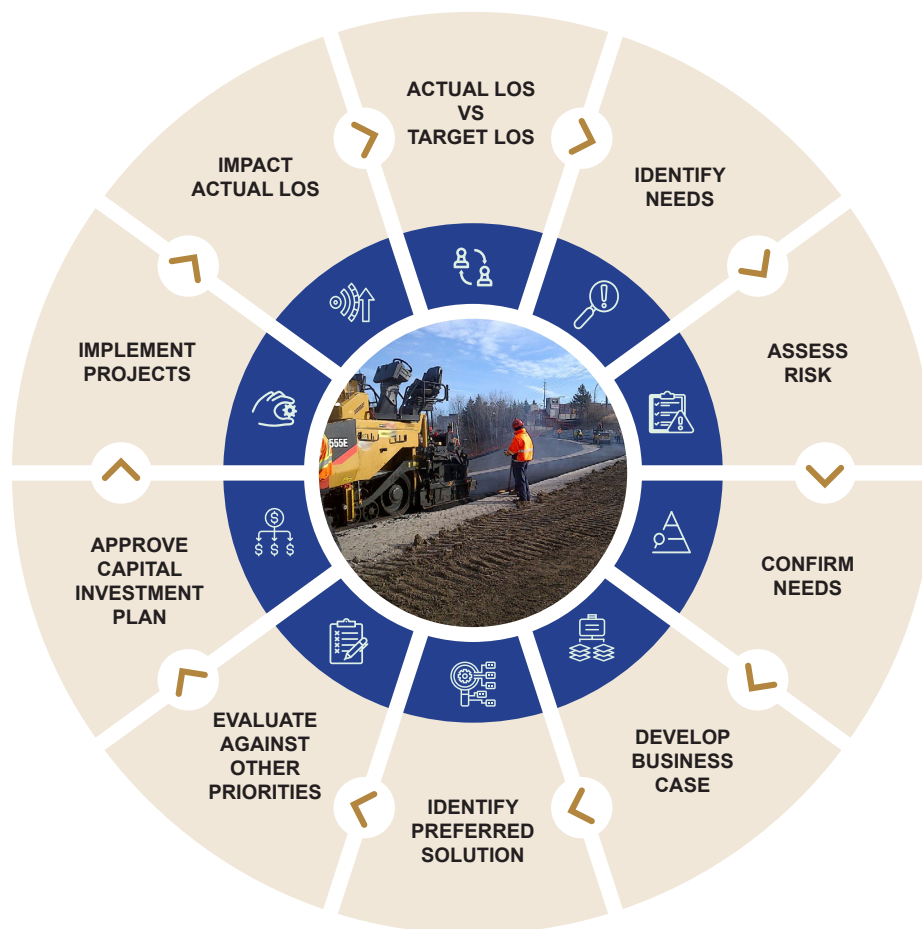 ACTUAL LOS
VS
TARGET LOS
IDENTIFY
NEEDS
ASSESS
RISK
CONFIRM
NEEDS
DEVELOP
BUSINESS
CASE
IDENTIFY
PREFERRED
SOLUTION
EVALUATE
AGAINST
OTHER
PRIORITIES
APPROVE
CAPITAL
INVESTMENT
PLAN
IMPLEMENT
PROJECTS
IMPACT
ACTUAL LOS
$
$ $ $
555E